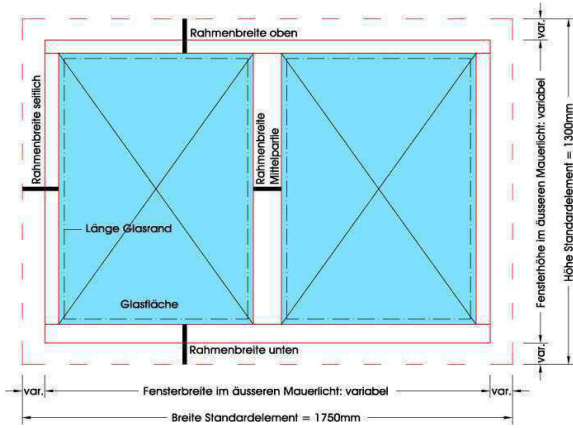 Rahmenbreite oben
var.
Rahmenbreite seitlich
Rahmenbreite
Mittelpartie
Fensterhöhe im äusseren Mauerlicht: variabel
Höhe Standardelement = 1300mm
Länge Glasrand
Glasfläche
Rahmenbreite unten
var.
var.
Fensterbreite im äusseren Mauerlicht: variabel
var.
Breite Standardelement = 1750mm